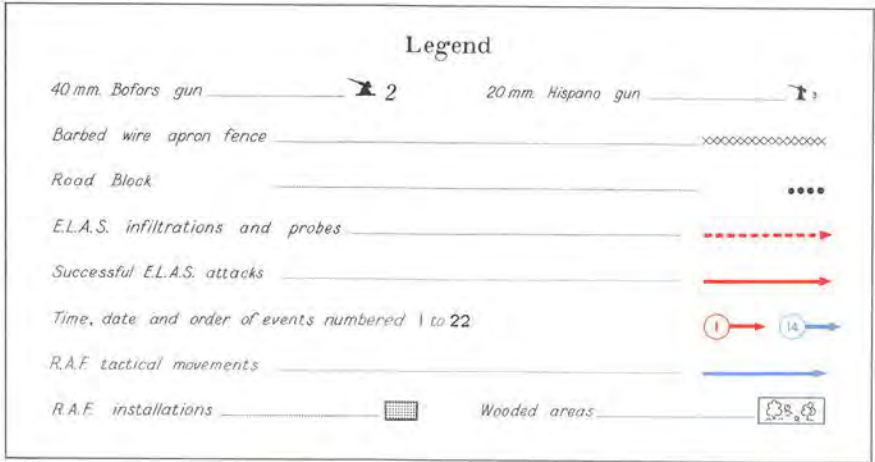 Legend
40 mm. Bofors gun 2 20 mm. Hispano gun 3
Barbed wire apron fence
Road Block
E.L.A.S. infiltrations and probes
Successful E.L.A.S. attacks
Time, date and order of events numbered 1 to 22 1 14
R.A.F. tactical movements
R.A.F. installations Wooded areas